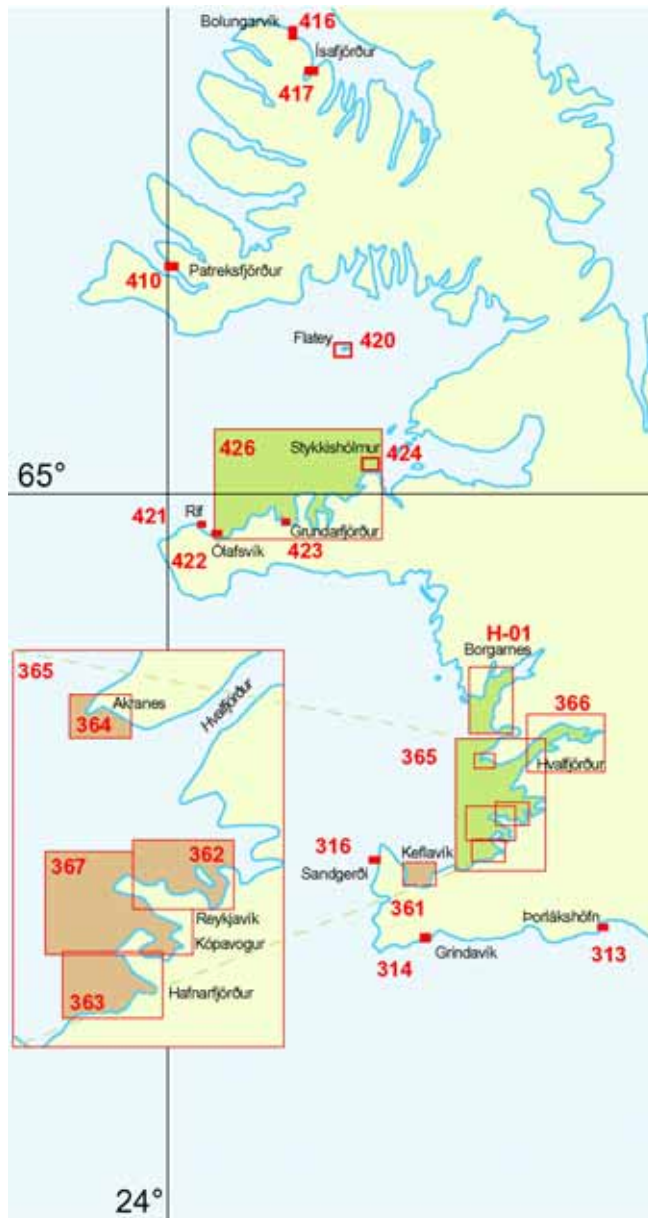 Bolungarvík
416
Ísafjörður
417
410
Patreksfjörður
Flatey
420
426
Stykkishólmur
424
65°
421
Rif
422
Ólafsvík
423
Grundarfjörður
H-01
Borgarnes
365
366
Hvalfjörður
365
Akranes
364
Hvalfjörður
362
367
Reykjavík
Kópavogur
363
Hafnarfjörður
316
Keflavík
Sandgerði
361
Þorlákshöfn
314
Grindavík
313
24°